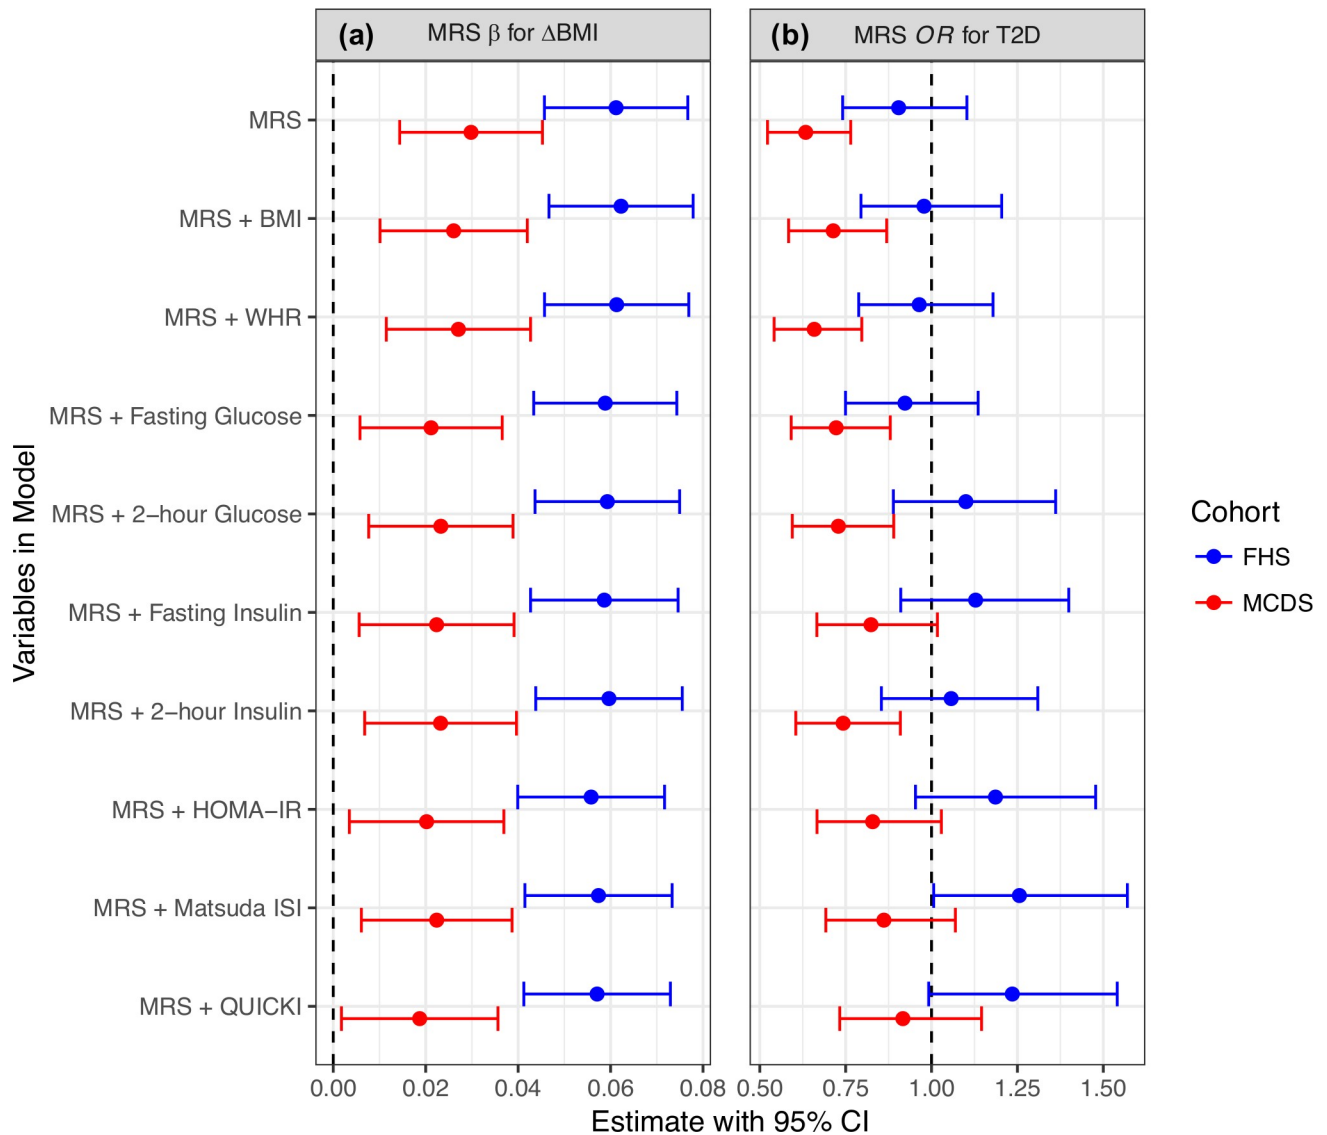 (a) MRS β for ΔBMI
(b) MRS OR for T2D
Variables in Model
MRS
MRS + BMI
MRS + WHR
MRS + Fasting Glucose
MRS + 2−hour Glucose
MRS + Fasting Insulin
MRS + 2−hour Insulin
MRS + HOMA−IR
MRS + Matsuda ISI
MRS + QUICKI
0.00 0.02 0.04 0.06 0.08
0.50 0.75 1.00 1.25 1.50
Estimate with 95% CI
Cohort
FHS
MCDS